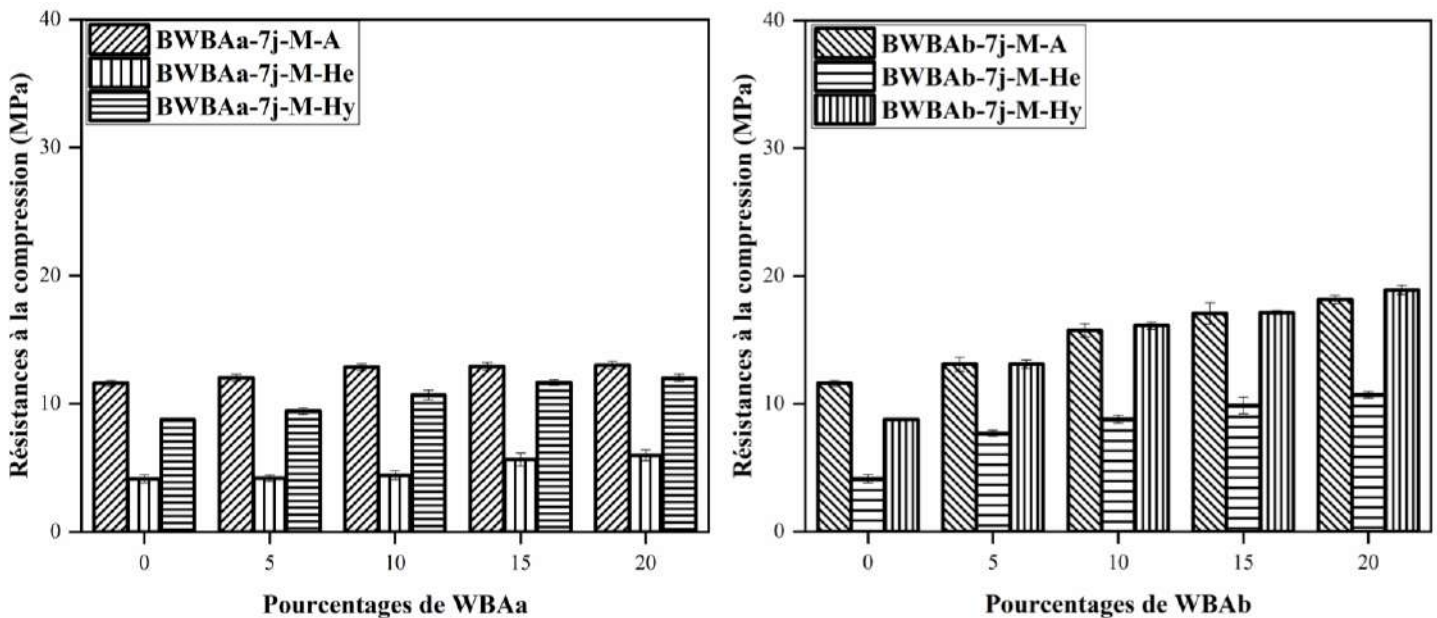 40
30
20
10
0
Résistances à la compression (MPa)
BWBAa-7j-M-A
BWBAa-7j-M-He
BWBAa-7j-M-Hy
0 5 10 15 20
Pourcentages de WBAa
40
30
20
10
0
Résistances à la compression (MPa)
BWBAb-7j-M-A
BWBAb-7j-M-He
BWBAb-7j-M-Hy
0 5 10 15 20
Pourcentages de WBAb